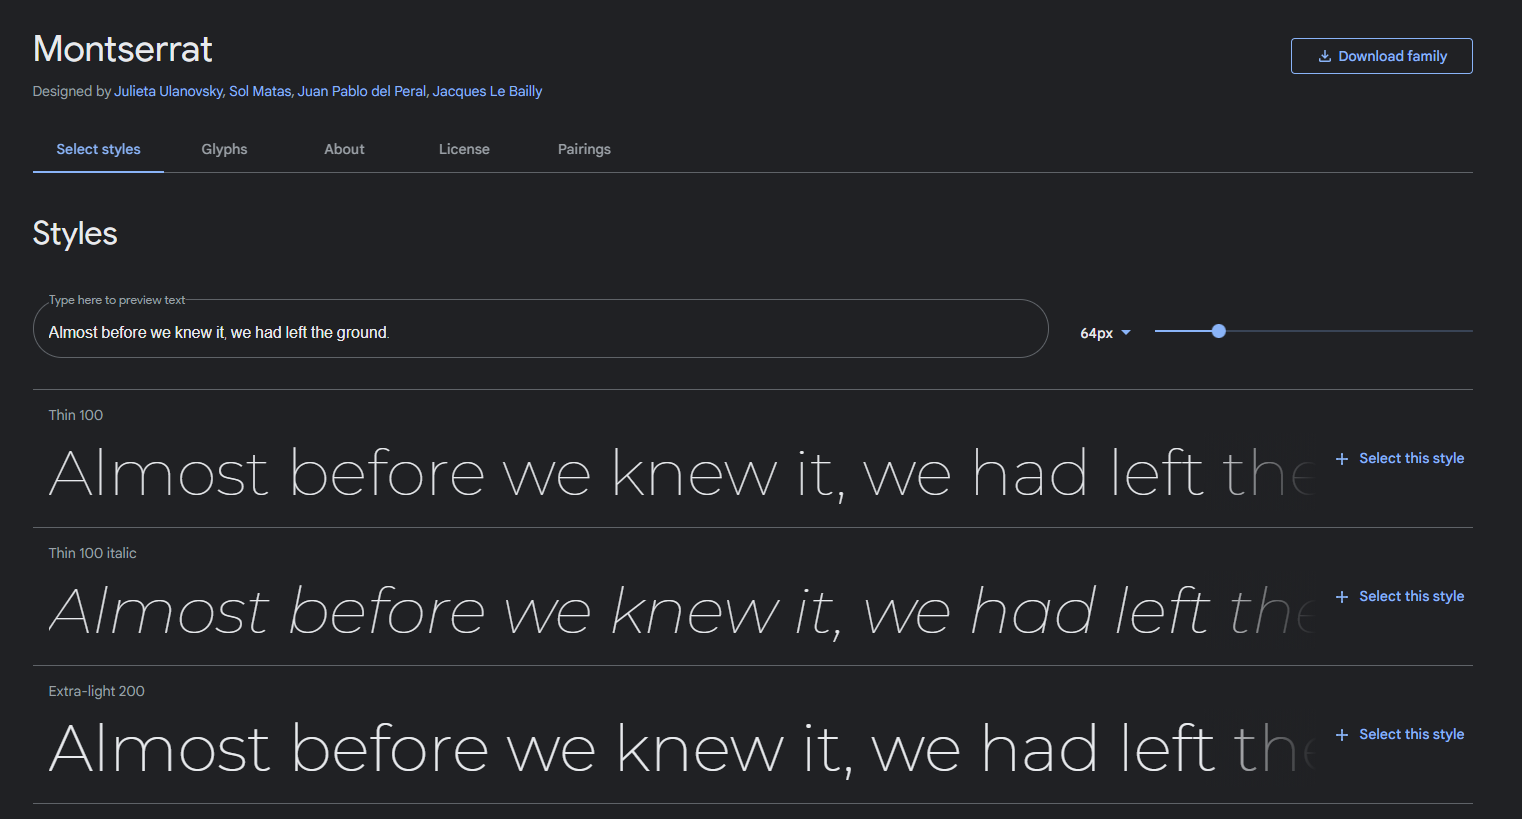 Montserrat
Download family
Designed by Julieta Ulanovsky, Sol Matas, Juan Pablo del Peral, Jacques Le Bailly
Select styles Glyphs About License Pairings
Styles
Type here to preview text
Almost before we knew it, we had left the ground.
64px
Thin 100
Almost before we knew it, we had left the
Select this style
Thin 100 italic
Almost before we knew it, we had left the
Select this style
Extra-light 200
Almost before we knew it, we had left the
Select this style